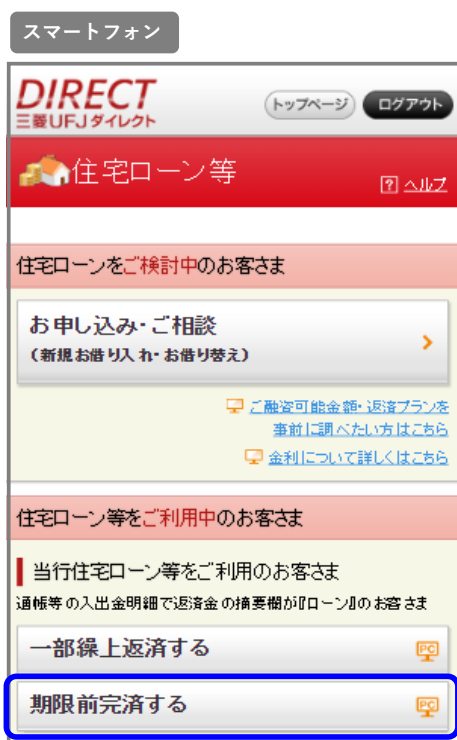 スマートフォン
DIRECT
三菱UFJダイレクト
トップページ ログアウト
住宅ローン等
? ヘルプ
住宅ローンをご検討中のお客さま
お申し込み・ご相談
（新規お借り入れ・お借り替え）
ご融資可能金額・返済プランを
事前に調べたい方はこちら
金利について詳しくはこちら
住宅ローン等をご利用中のお客さま
当行住宅ローン等をご利用のお客さま
通帳等の入出金明細で返済金の摘要欄が『ローン』のお客さま
一部繰上返済する PC
期限前完済する PC